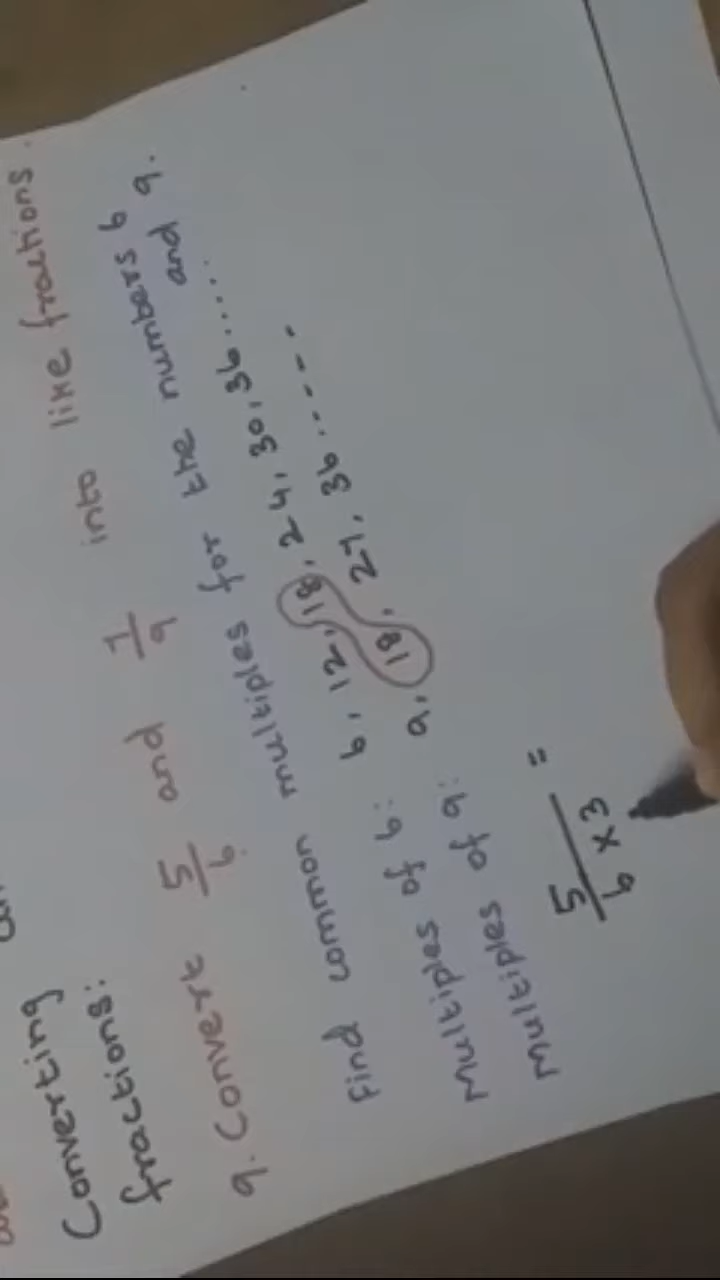 Converting
fractions:
9. Convert 5/6 and 1/9 into like fractions.
Find common multiples for the numbers 6
and 9.
Multiples of 6: 6, 12, 18, 24, 30, 36.....
Multiples of 9: 9, 18, 27, 36.....
5
6 × 3 =